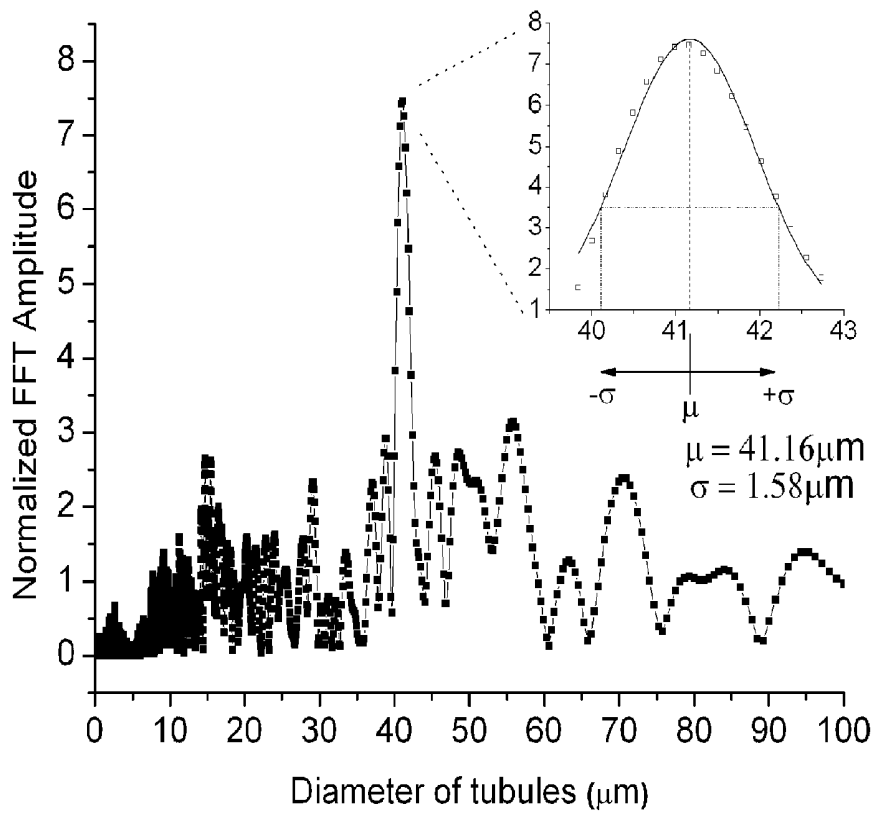 Normalized FFT Amplitude
8
7
6
5
4
3
2
1
0
0 10 20 30 40 50 60 70 80 90 100
Diameter of tubules (μm)
8
7
6
5
4
3
2
1
40 41 42 43
-σ μ +σ
μ = 41.16μm
σ = 1.58μm